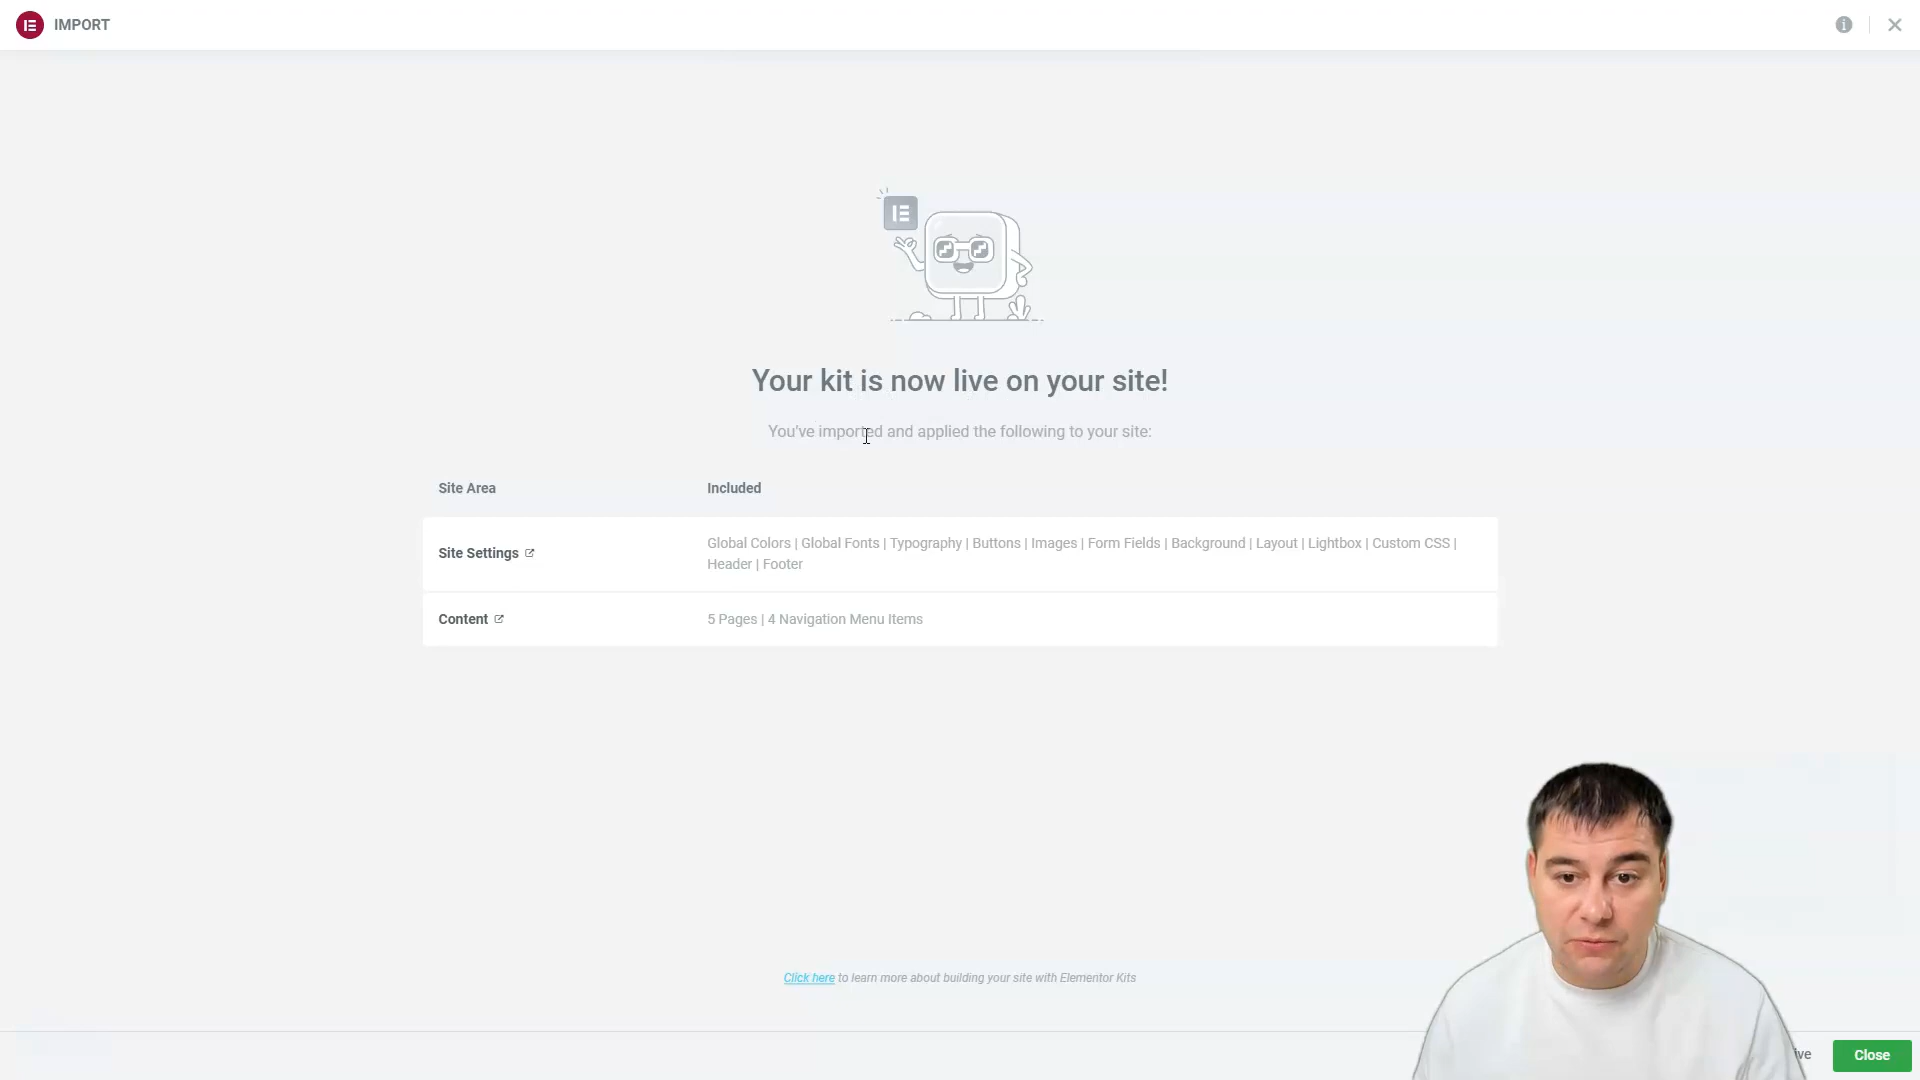 IMPORT
Your kit is now live on your site!
You've imported and applied the following to your site:
Site Area
Included
Site Settings
Global Colors | Global Fonts | Typography | Buttons | Images | Form Fields | Background | Layout | Lightbox | Custom CSS |
Header | Footer
Content
5 Pages | 4 Navigation Menu Items
Click here to learn more about building your site with Elementor Kits
Close